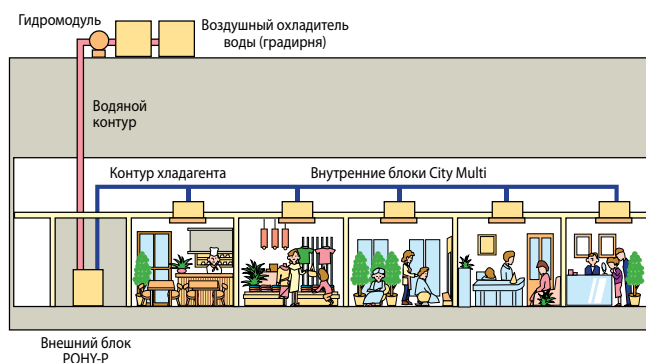 Гидромодуль
Воздушный охладитель
воды (градирня)
Водяной
контур
Контур хладагента
Внутренние блоки City Multi
Внешний блок
PQHY-P